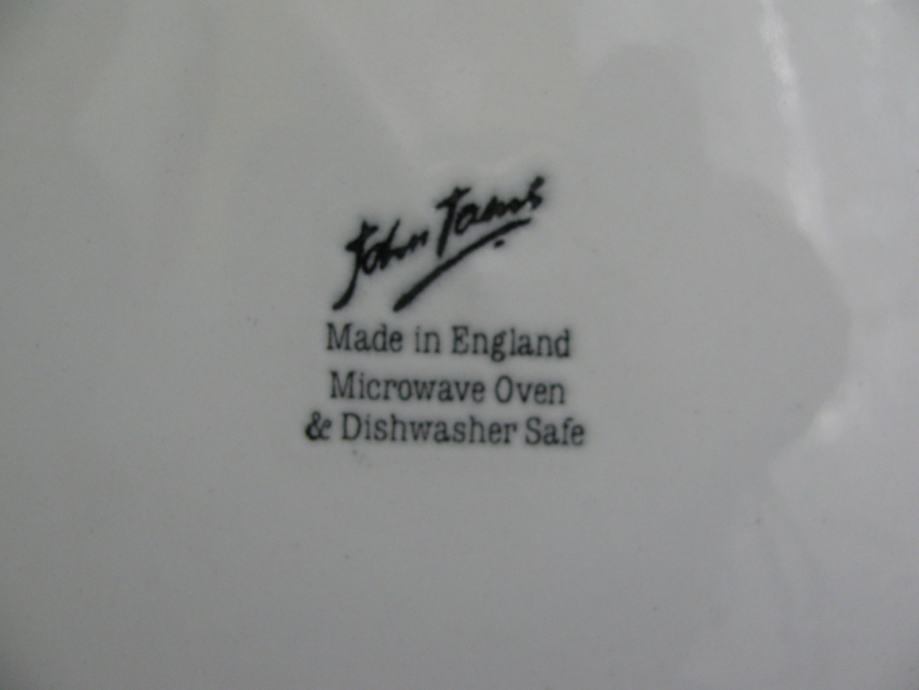 John Tams
Made in England
Microwave Oven
& Dishwasher Safe